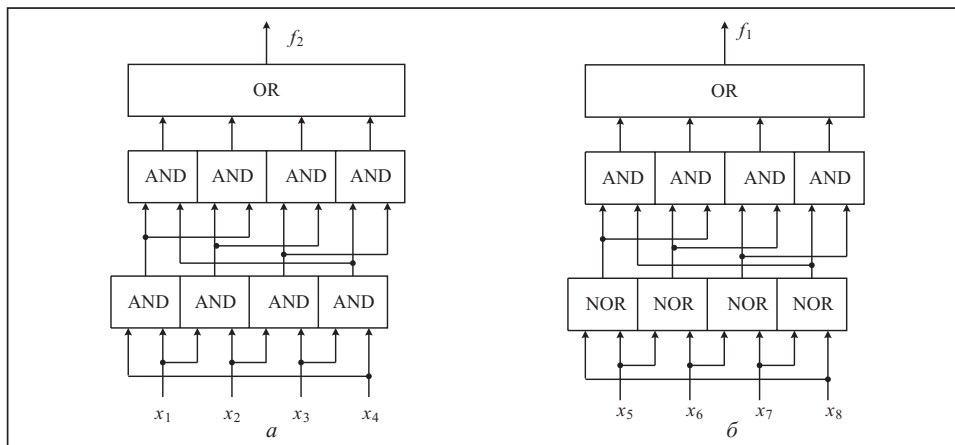 f2
OR
AND AND AND AND
AND AND AND AND
x1 x2 x3 x4
а
f1
OR
AND AND AND AND
NOR NOR NOR NOR
x5 x6 x7 x8
б